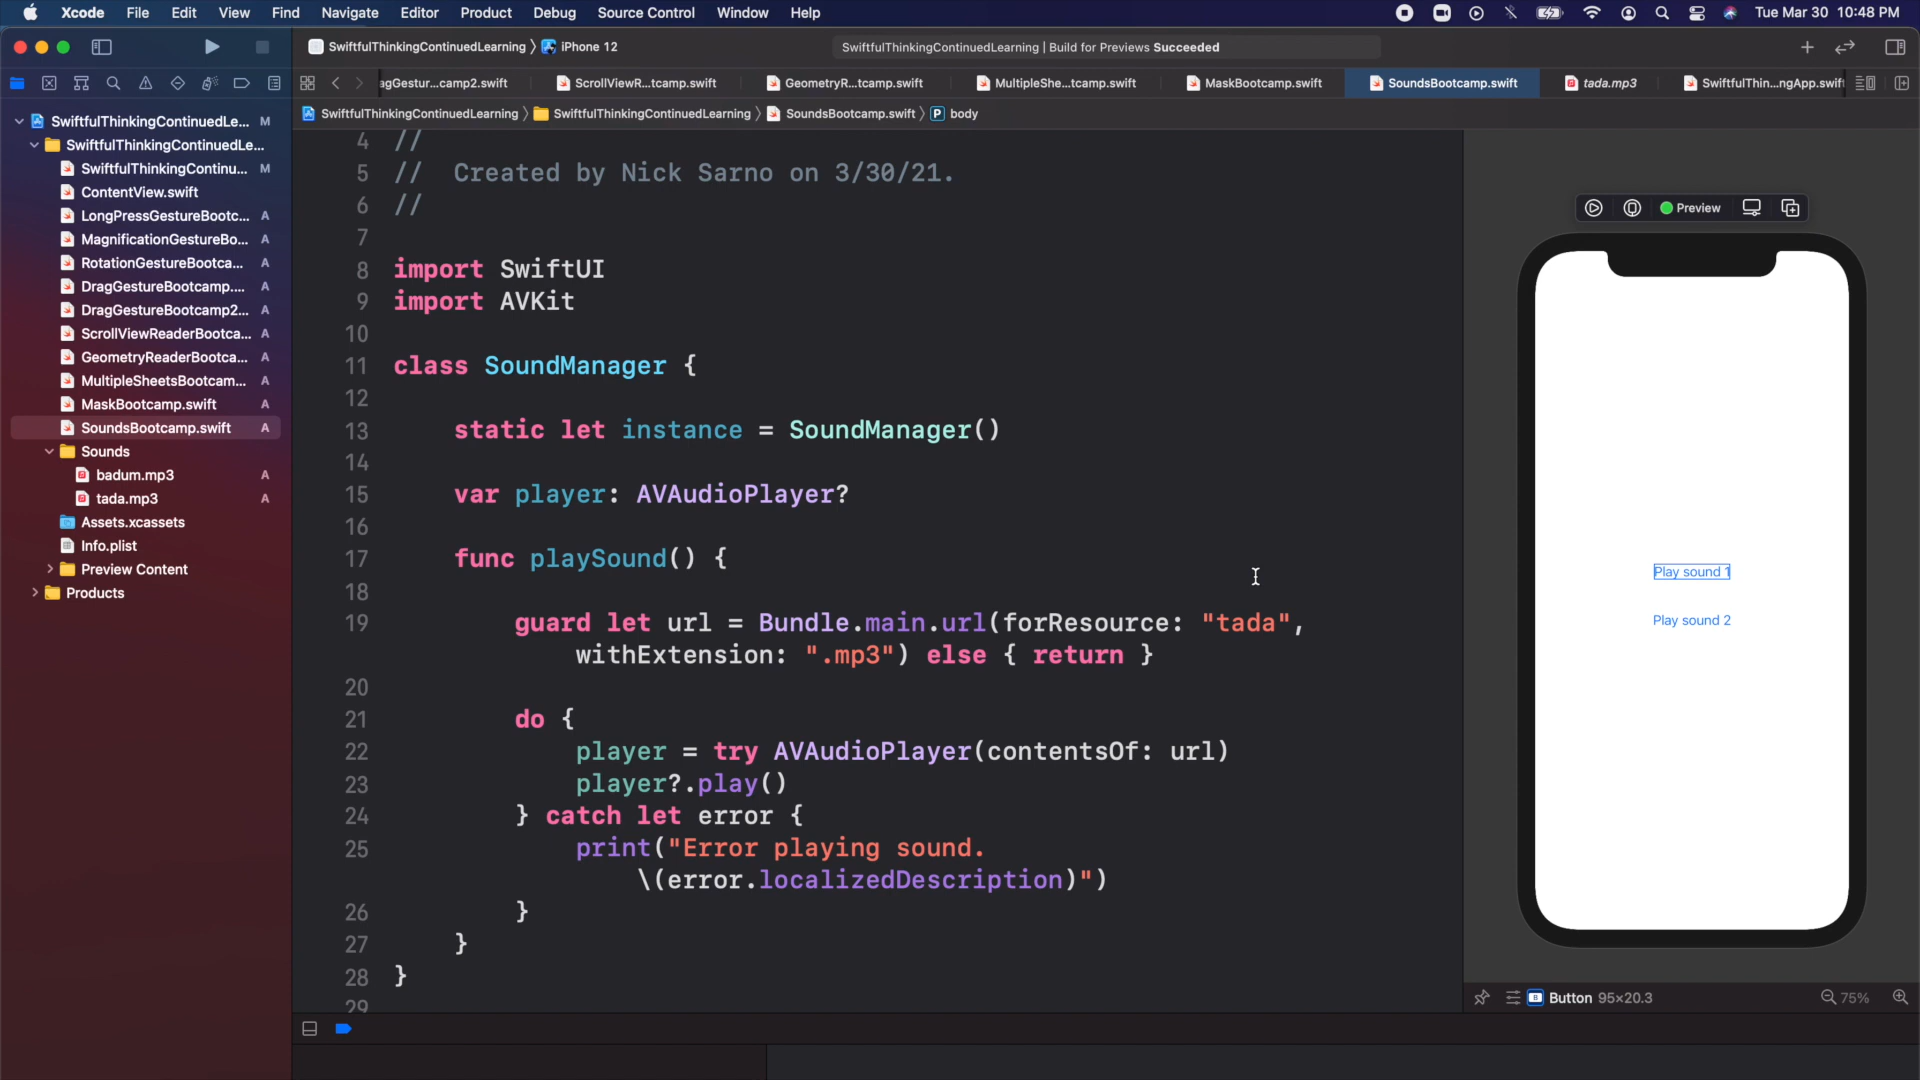 Xcode File Edit View Find Navigate Editor Product Debug Source Control Window Help
Tue Mar 30 10:48 PM
SwiftfulThinkingContinuedLearning iPhone 12
SwiftfulThinkingContinuedLearning | Build for Previews Succeeded
agGestur...camp2.swift ScrollViewR...tcamp.swift GeometryR...tcamp.swift MultipleShe...tcamp.swift MaskBootcamp.swift SoundsBootcamp.swift tada.mp3 SwiftfulThin...ngApp.swift
SwiftfulThinkingContinuedLearning SwiftfulThinkingContinuedLearning SoundsBootcamp.swift P body
SwiftfulThinkingContinuedLe... M
SwiftfulThinkingContinuedLe...
SwiftfulThinkingContinu... M
ContentView.swift
LongPressGestureBootc... A
MagnificationGestureBo... A
RotationGestureBootca... A
DragGestureBootcamp.... A
DragGestureBootcamp2... A
ScrollViewReaderBootca... A
GeometryReaderBootca... A
MultipleSheetsBootcam... A
MaskBootcamp.swift A
SoundsBootcamp.swift A
Sounds
badum.mp3 A
tada.mp3 A
Assets.xcassets
Info.plist
Preview Content
Products
4 //
5 // Created by Nick Sarno on 3/30/21.
6 //
7
8 import SwiftUI
9 import AVKit
10
11 class SoundManager {
12
13 static let instance = SoundManager()
14
15 var player: AVAudioPlayer?
16
17 func playSound() {
18
19 guard let url = Bundle.main.url(forResource: "tada",
withExtension: ".mp3") else { return }
20
21 do {
22 player = try AVAudioPlayer(contentsOf: url)
23 player?.play()
24 } catch let error {
25 print("Error playing sound.
\(error.localizedDescription)")
26 }
27 }
28 }
29
Preview
Play sound 1
Play sound 2
B Button 95×20.3
75%